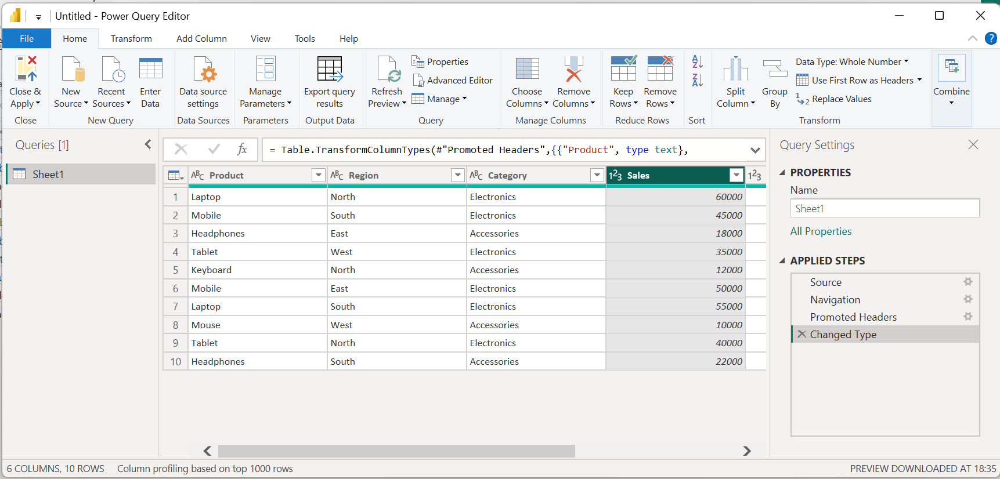 Untitled - Power Query Editor
File Home Transform Add Column View Tools Help
Close & Apply
Close
New Source
Recent Sources
Enter Data
New Query
Data source settings
Data Sources
Manage Parameters
Parameters
Export query results
Output Data
Refresh Preview
Properties
Advanced Editor
Manage
Query
Choose Columns
Remove Columns
Manage Columns
Keep Rows
Remove Rows
Reduce Rows
Sort
Split Column
Group By
Data Type: Whole Number
Use First Row as Headers
Replace Values
Transform
Combine
Queries [1]
Sheet1
fx = Table.TransformColumnTypes(#"Promoted Headers",{{"Product", type text},
ABC Product ABC Region ABC Category 123 Sales 123
1 Laptop North Electronics 60000
2 Mobile South Electronics 45000
3 Headphones East Accessories 18000
4 Tablet West Electronics 35000
5 Keyboard North Accessories 12000
6 Mobile East Electronics 50000
7 Laptop South Electronics 55000
8 Mouse West Accessories 10000
9 Tablet North Electronics 40000
10 Headphones South Accessories 22000
Query Settings
PROPERTIES
Name
Sheet1
All Properties
APPLIED STEPS
Source
Navigation
Promoted Headers
Changed Type
6 COLUMNS, 10 ROWS Column profiling based on top 1000 rows
PREVIEW DOWNLOADED AT 18:35